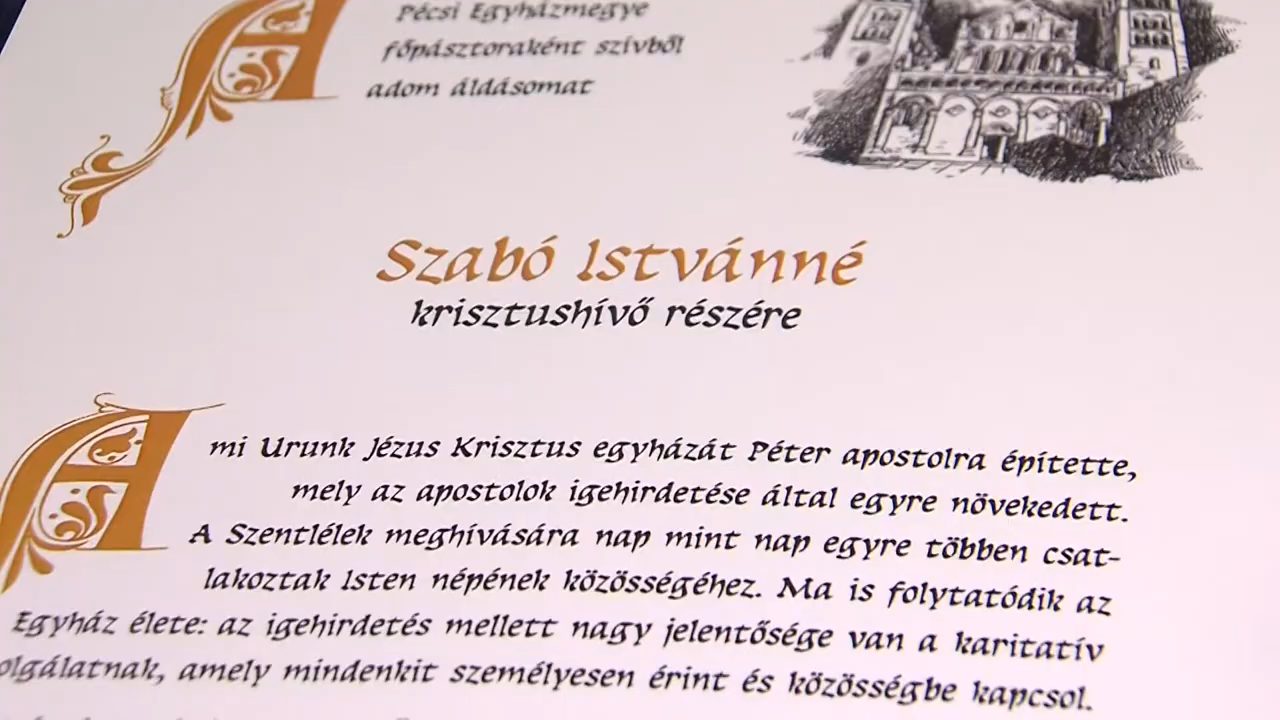 A Pécsi Egyházmegye
főpásztoraként szívből
adom áldásomat
Szabó Istvánné
krisztushívő részére
A mi Urunk Jézus Krisztus egyházát Péter apostolra építette,
mely az apostolok igehirdetése által egyre növekedett.
A Szentlélek meghívására nap mint nap egyre többen csat-
lakoztak Isten népének közösségéhez. Ma is folytatódik az
Egyház élete: az igehirdetés mellett nagy jelentősége van a karitatív
olgálatnak, amely mindenkit személyesen érint és közösségbe kapcsol.